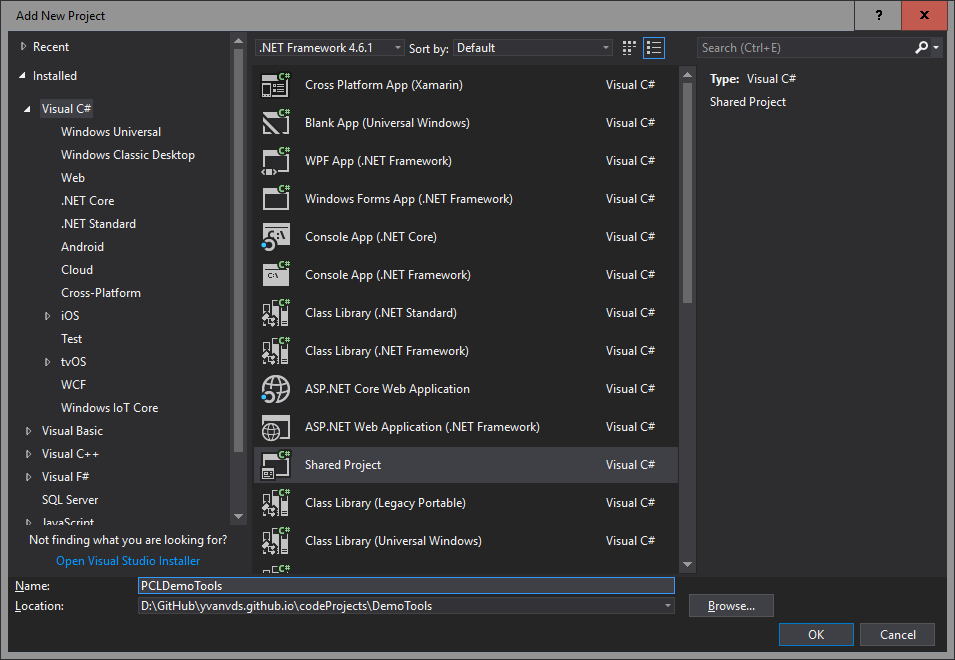 Add New Project
?
x
Recent
Installed
Visual C#
Windows Universal
Windows Classic Desktop
Web
.NET Core
.NET Standard
Android
Cloud
Cross-Platform
iOS
Test
tvOS
WCF
Windows IoT Core
Visual Basic
Visual C++
Visual F#
SQL Server
JavaScript
Not finding what you are looking for?
Open Visual Studio Installer
.NET Framework 4.6.1 Sort by: Default
C# Cross Platform App (Xamarin) Visual C#
C# Blank App (Universal Windows) Visual C#
C# WPF App (.NET Framework) Visual C#
C# Windows Forms App (.NET Framework) Visual C#
C# C:\ Console App (.NET Core) Visual C#
C# C:\ Console App (.NET Framework) Visual C#
C# Class Library (.NET Standard) Visual C#
C# Class Library (.NET Framework) Visual C#
C# ASP.NET Core Web Application Visual C#
ASP.NET Web Application (.NET Framework) Visual C#
C# Shared Project Visual C#
C# Class Library (Legacy Portable) Visual C#
C# Class Library (Universal Windows) Visual C#
C#
Search (Ctrl+E)
Type: Visual C#
Shared Project
Name: PCLDemoTools
Location: D:\GitHub\yvanvds.github.io\codeProjects\DemoTools
Browse...
OK Cancel